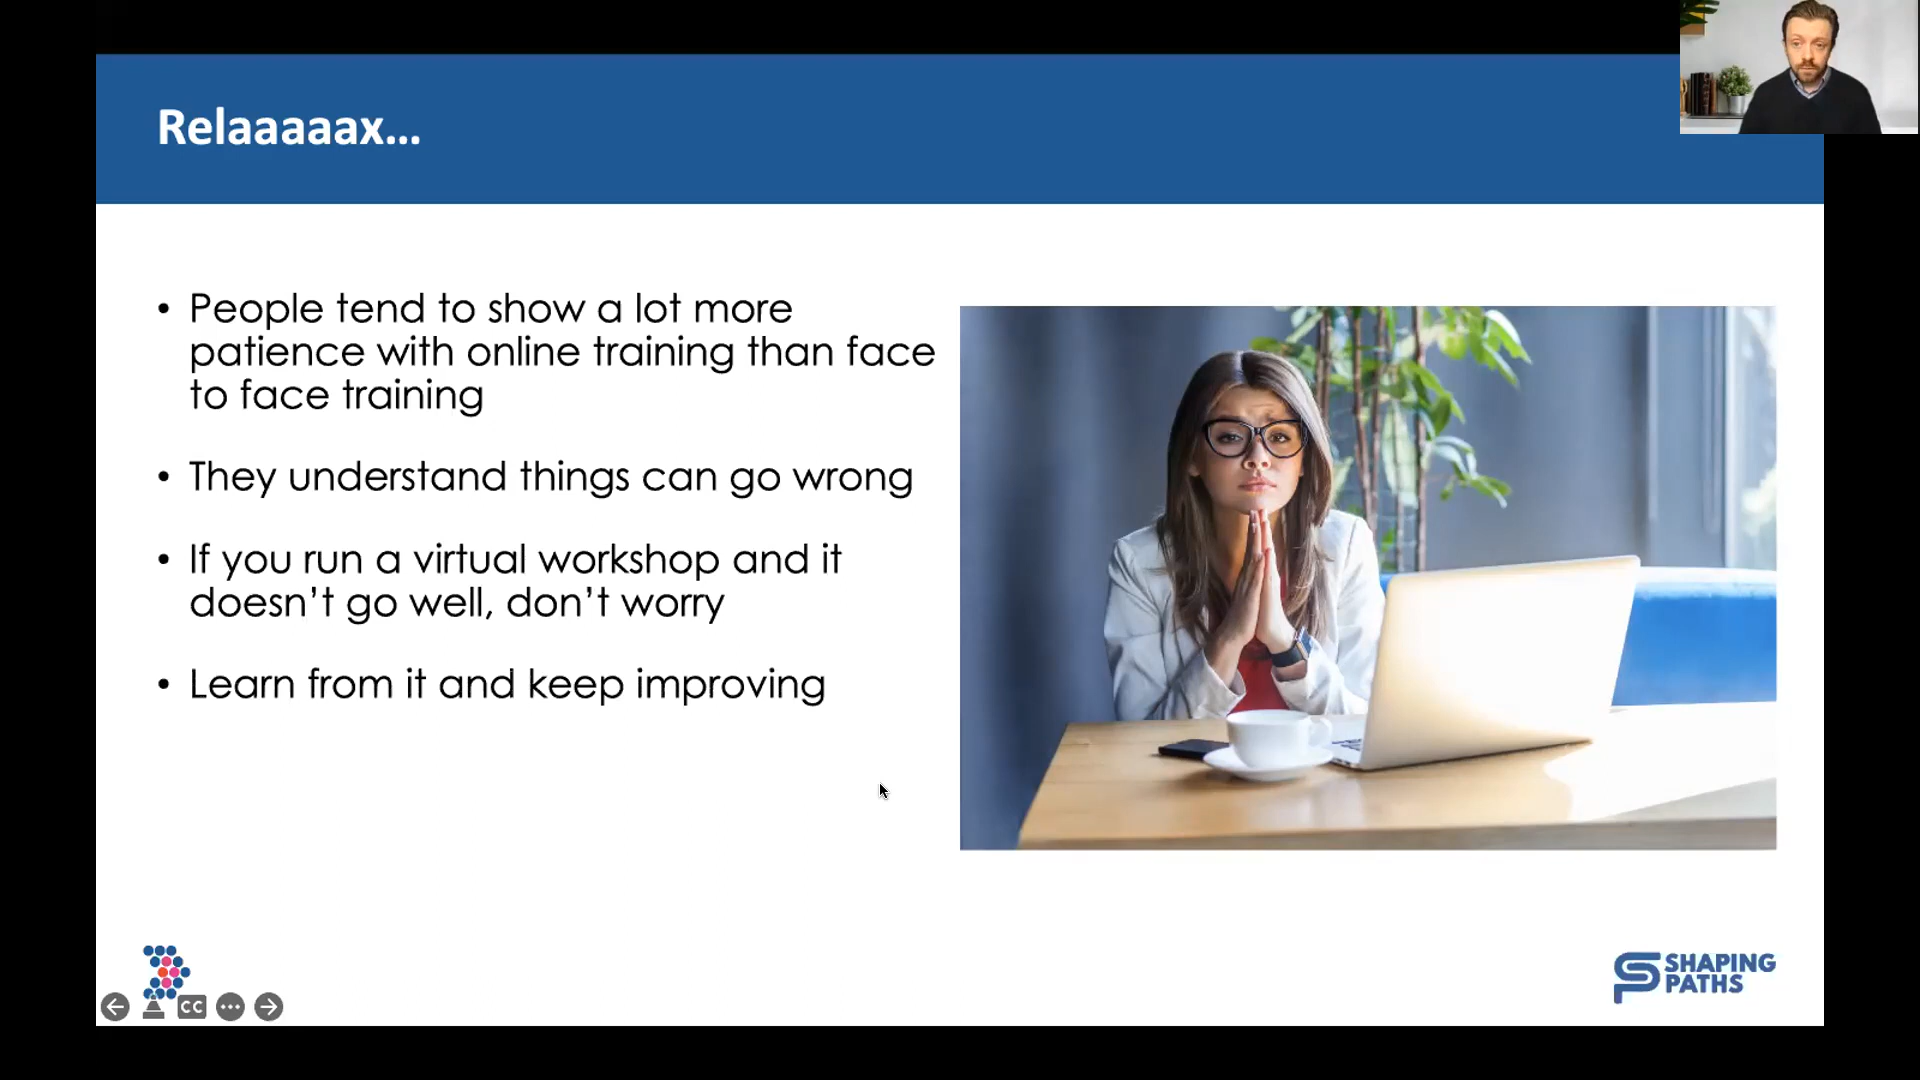 Relaaaaax...
• People tend to show a lot more
patience with online training than face
to face training
• They understand things can go wrong
• If you run a virtual workshop and it
doesn’t go well, don’t worry
• Learn from it and keep improving
SHAPING
PATHS
CC